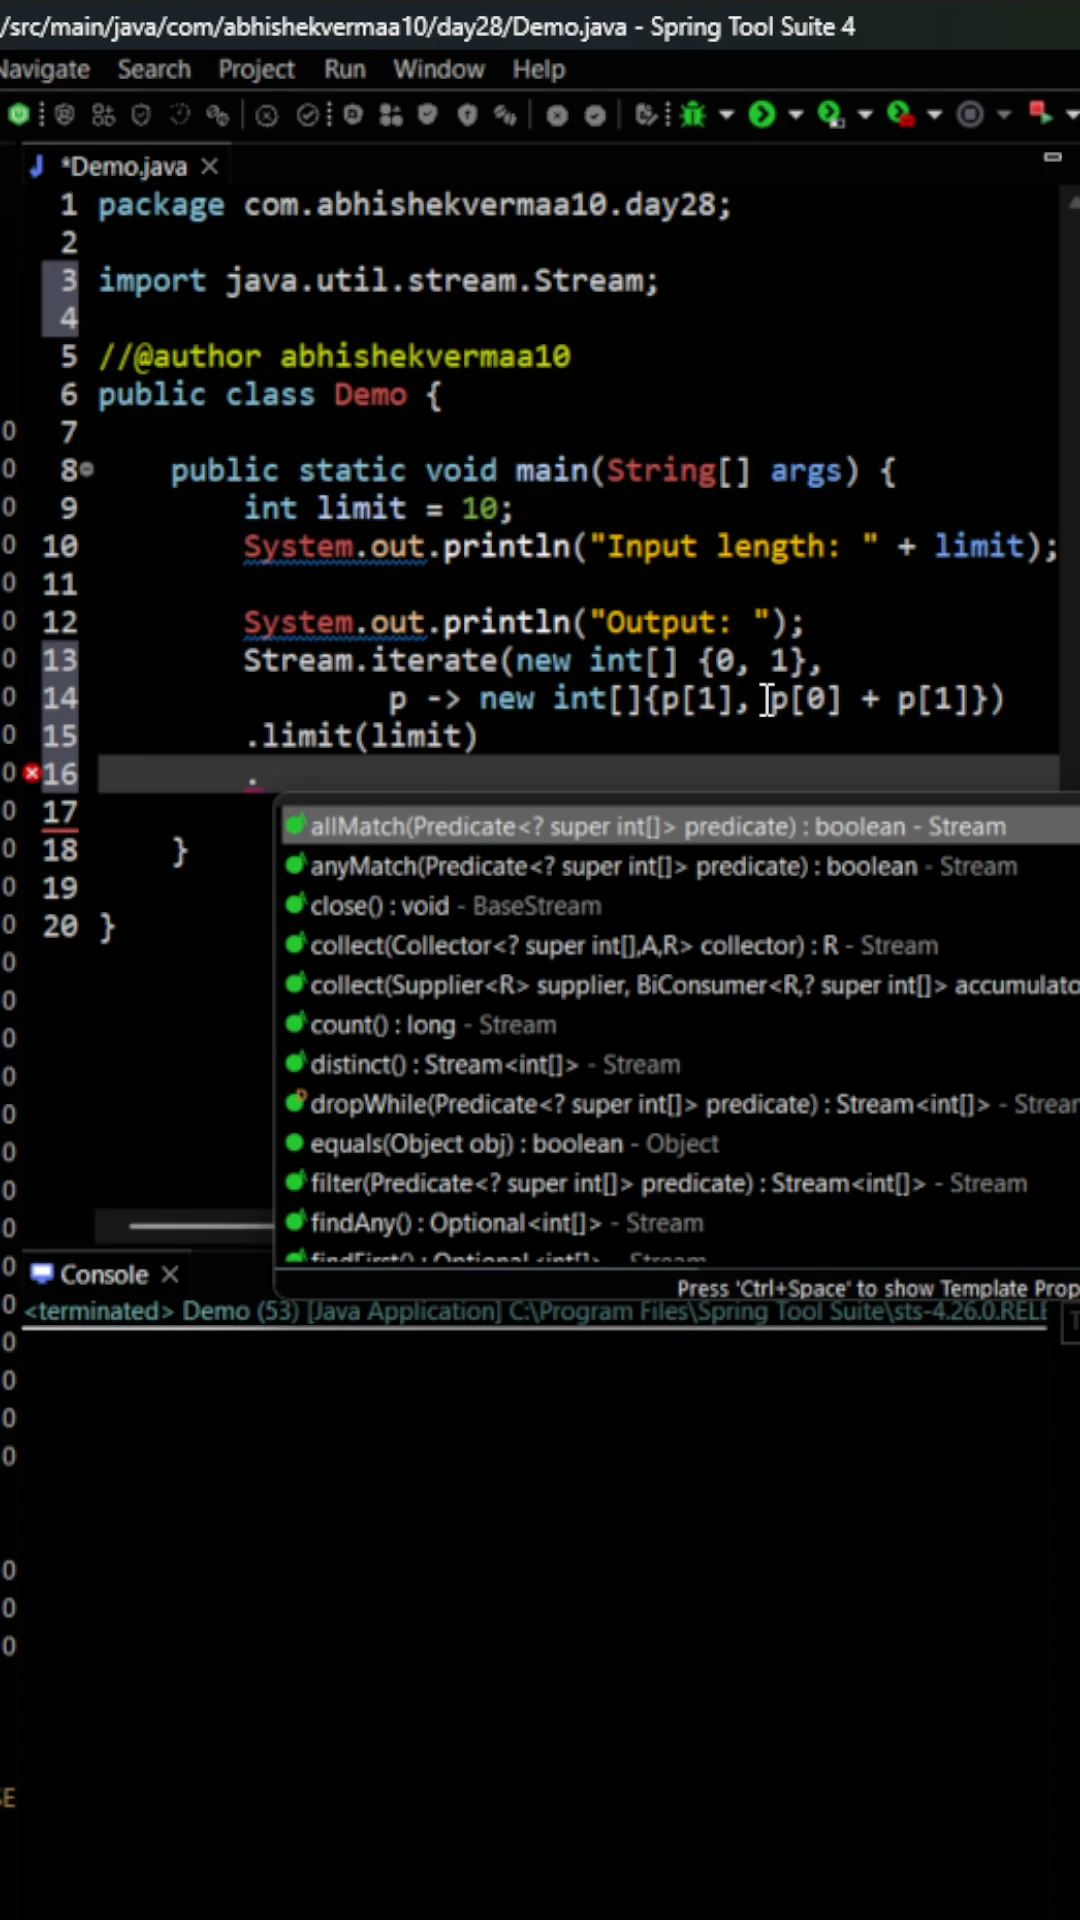 /src/main/java/com/abhishekvermaa10/day28/Demo.java - Spring Tool Suite 4
Navigate Search Project Run Window Help
*Demo.java
1 package com.abhishekvermaa10.day28;
2
3 import java.util.stream.Stream;
4
5 //@author abhishekvermaa10
6 public class Demo {
7
8 public static void main(String[] args) {
9 int limit = 10;
10 System.out.println("Input length: " + limit);
11
12 System.out.println("Output: ");
13 Stream.iterate(new int[] {0, 1},
14 p -> new int[]{p[1], p[0] + p[1]})
15 .limit(limit)
16 .
17
18 }
19
20 }
allMatch(Predicate<? super int[]> predicate) : boolean - Stream
anyMatch(Predicate<? super int[]> predicate) : boolean - Stream
close() : void - BaseStream
collect(Collector<? super int[],A,R> collector) : R - Stream
collect(Supplier<R> supplier, BiConsumer<R,? super int[]> accumulato
count() : long - Stream
distinct() : Stream<int[]> - Stream
dropWhile(Predicate<? super int[]> predicate) : Stream<int[]> - Strear
equals(Object obj) : boolean - Object
filter(Predicate<? super int[]> predicate) : Stream<int[]> - Stream
findAny() : Optional<int[]> - Stream
findFirst() : Optional<int[]> - Stream
Press 'Ctrl+Space' to show Template Prop
Console
<terminated> Demo (53) [Java Application] C:\Program Files\Spring Tool Suite\sts-4.26.0.RELE